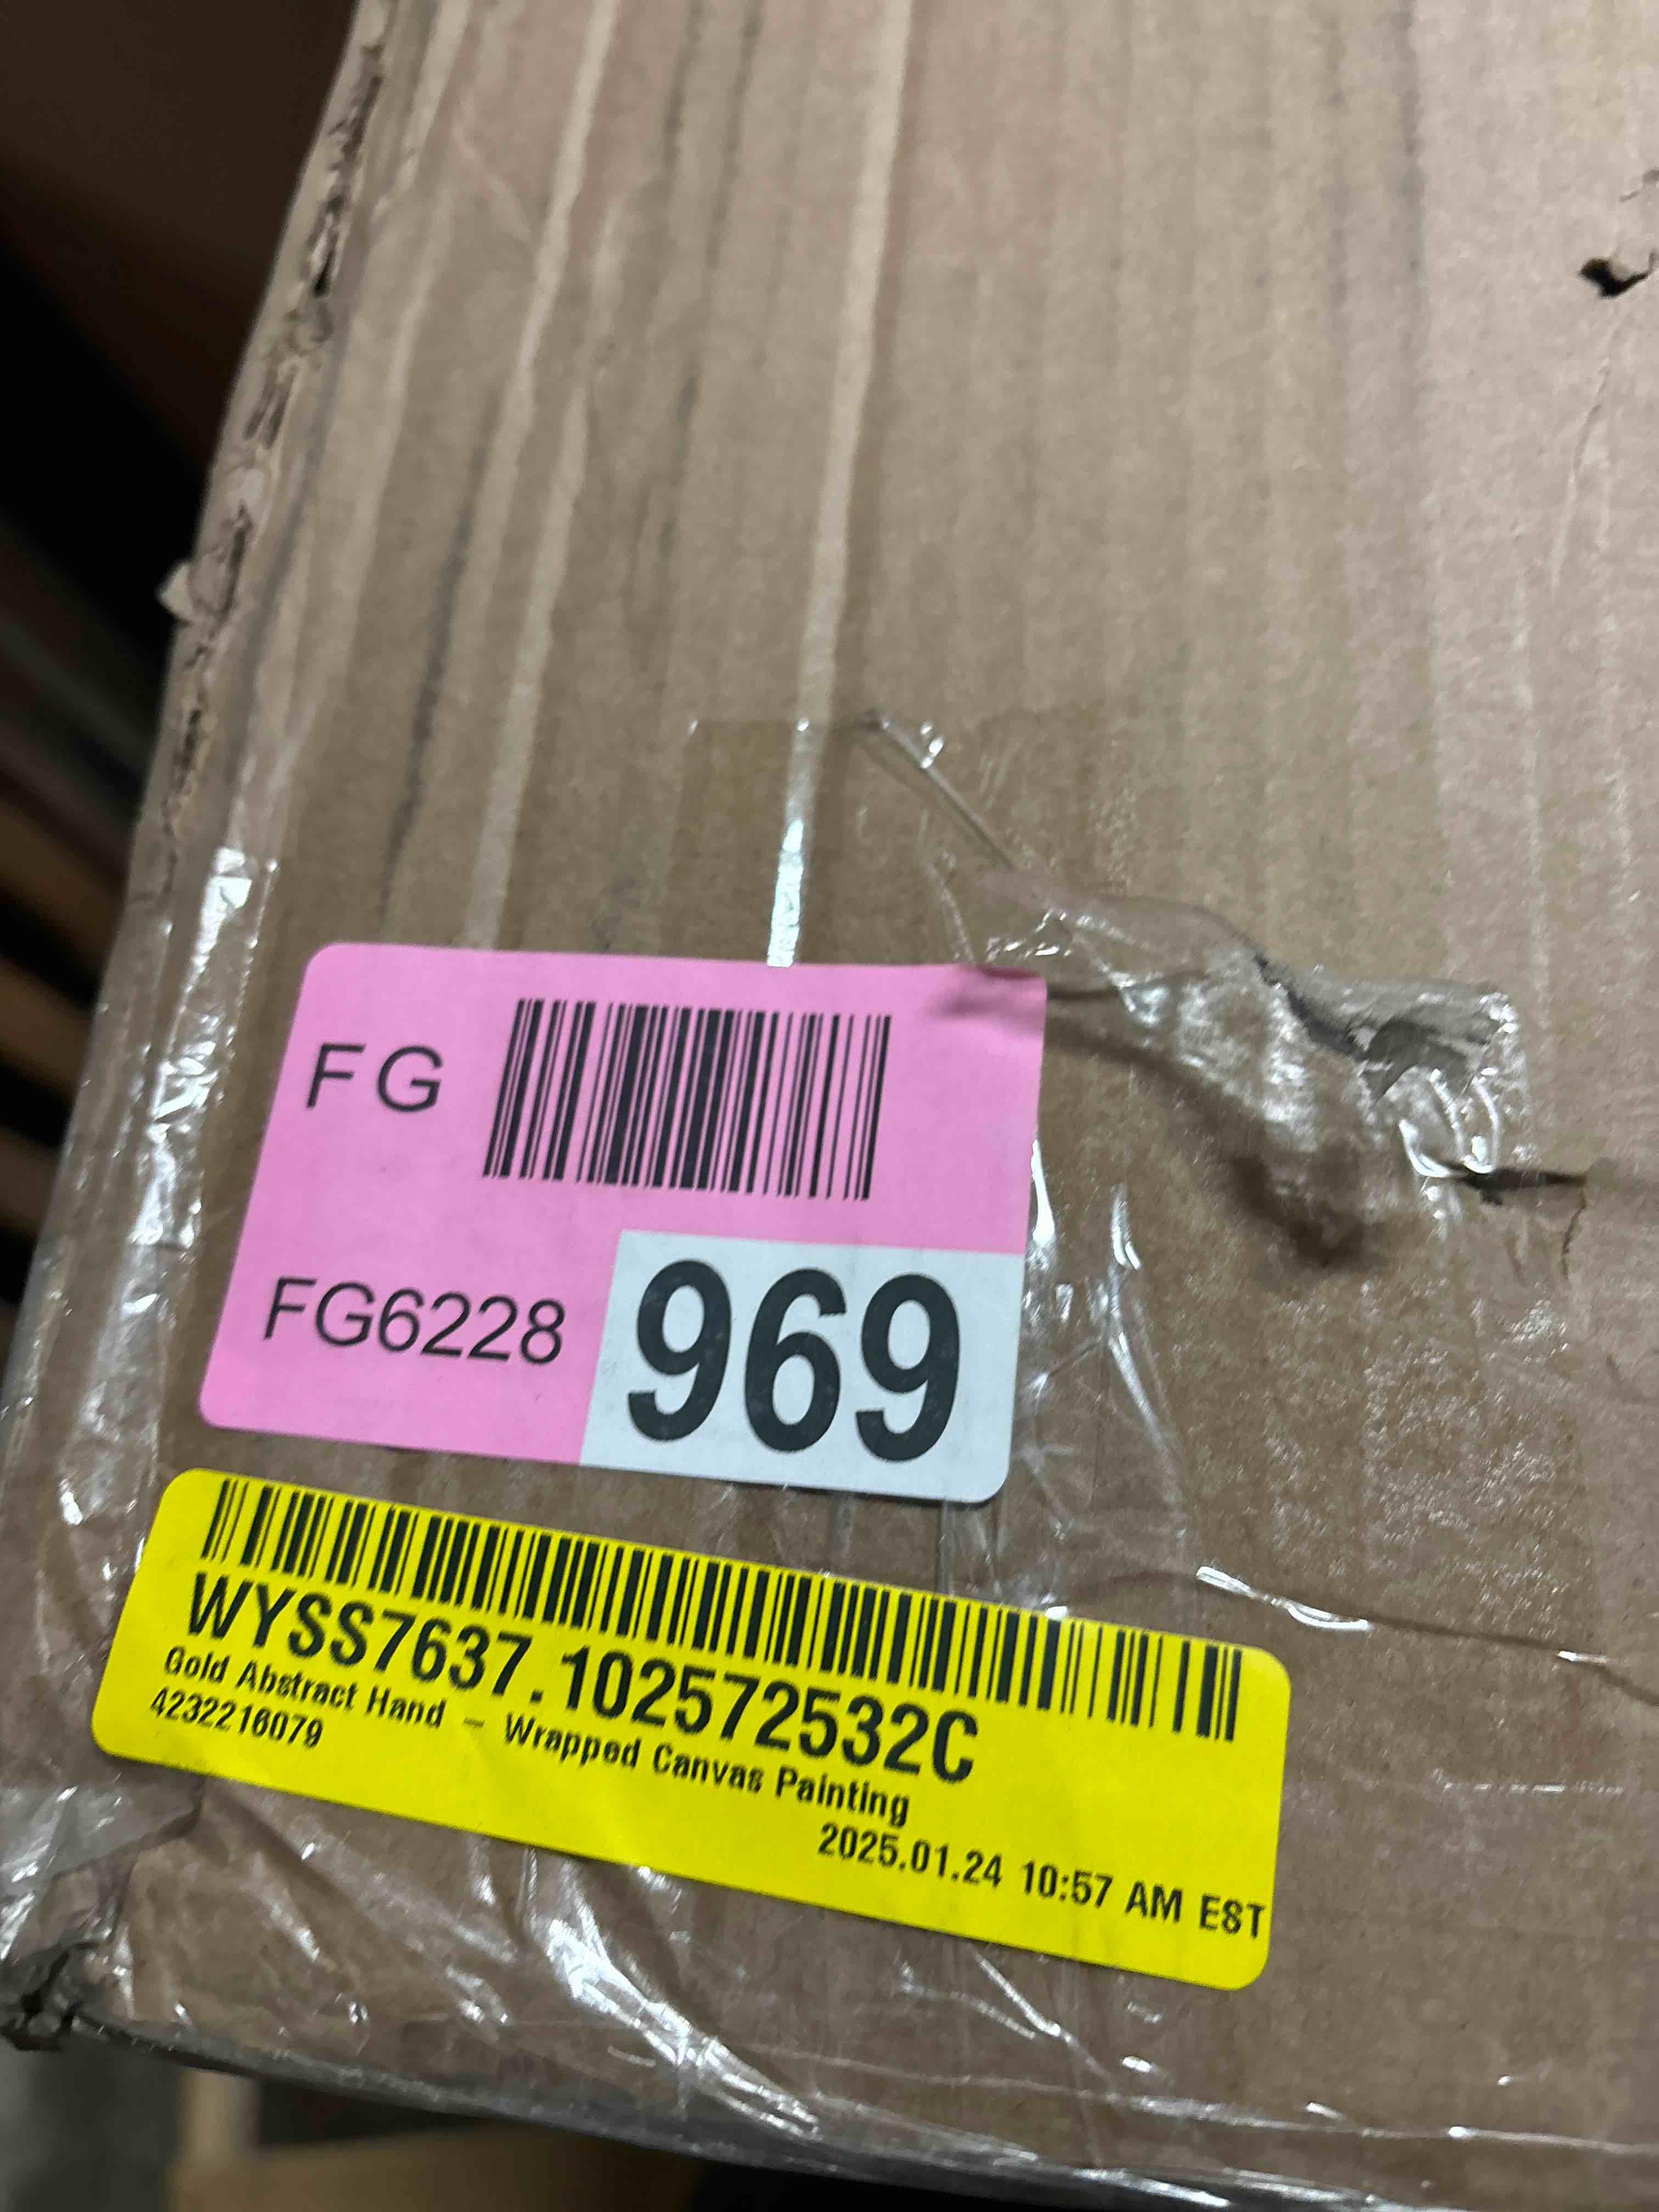 FG
FG6228 969
WYSS7637.102572532C
Gold Abstract Hand – Wrapped Canvas Painting
4232216079
2025.01.24 10:57 AM EST